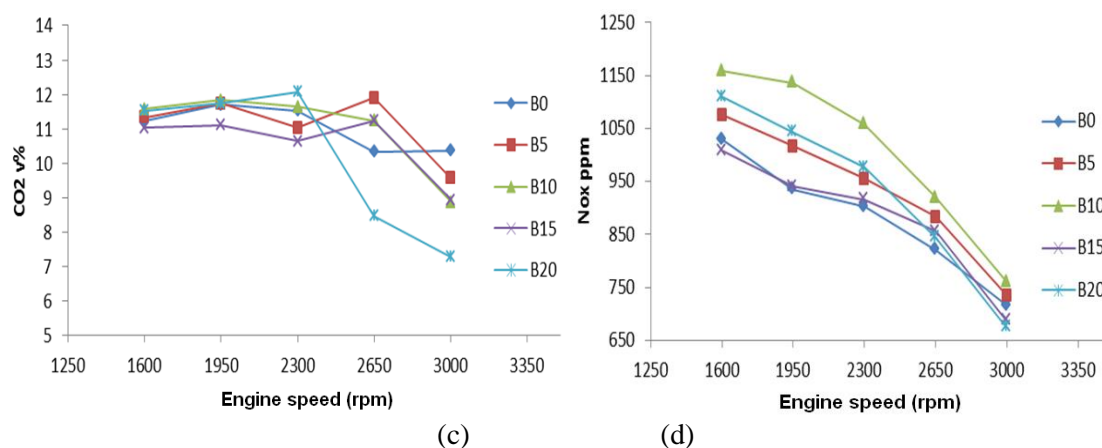 14
13
12
11
10
9
8
7
6
5
CO2 v%
1250 1600 1950 2300 2650 3000 3350
Engine speed (rpm)
B0
B5
B10
B15
B20
(c)
1250
1150
1050
950
850
750
650
Nox ppm
1250 1600 1950 2300 2650 3000 3350
Engine speed (rpm)
B0
B5
B10
B15
B20
(d)